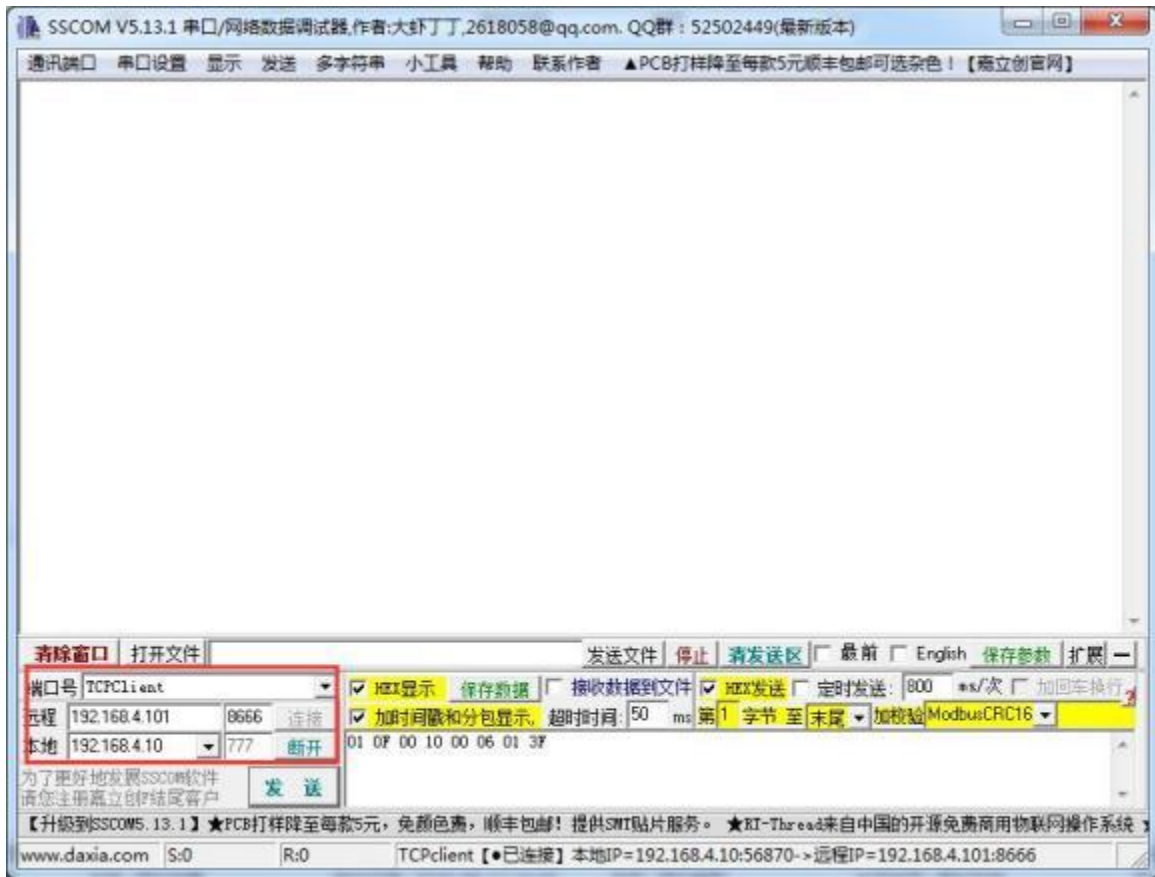 SSCOM V5.13.1 串口/网络数据调试器,作者:大虾丁丁,2618058@qq.com. QQ群：52502449(最新版本)
通讯端口 串口设置 显示 发送 多字符串 小工具 帮助 联系作者 ▲PCB打样降至每款5元顺丰包邮可选杂色！【嘉立创官网】
清除窗口 打开文件 发送文件 停止 清发送区 最前 English 保存参数 扩展 —
端口号 TCPClient HEX显示 保存数据 接收数据到文件 HEX发送 定时发送: 800 ms/次 加回车换行
远程 192.168.4.101 8666 连接 加时间戳和分包显示, 超时时间: 50 ms 第1 字节 至 末尾 加校验 ModbusCRC16
本地 192.168.4.10 777 断开 01 0F 00 10 00 06 01 3F
为了更好地发展SSCOM软件
请您注册嘉立创F结尾客户 发 送
【升级到SSCOM5.13.1】★PCB打样降至每款5元，免颜色费，顺丰包邮! 提供SMT贴片服务。 ★RT-Thread来自中国的开源免费商用物联网操作系统
www.daxia.com S:0 R:0 TCPclient【●已连接】本地IP=192.168.4.10:56870->远程IP=192.168.4.101:8666